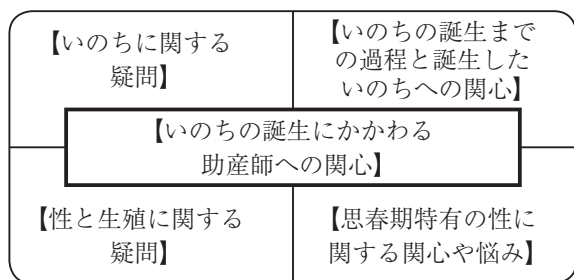 【いのちに関する
疑問】
【いのちの誕生まで
の過程と誕生した
いのちへの関心】
【いのちの誕生にかかわる
助産師への関心】
【性と生殖に関する
疑問】
【思春期特有の性に
関する関心や悩み】